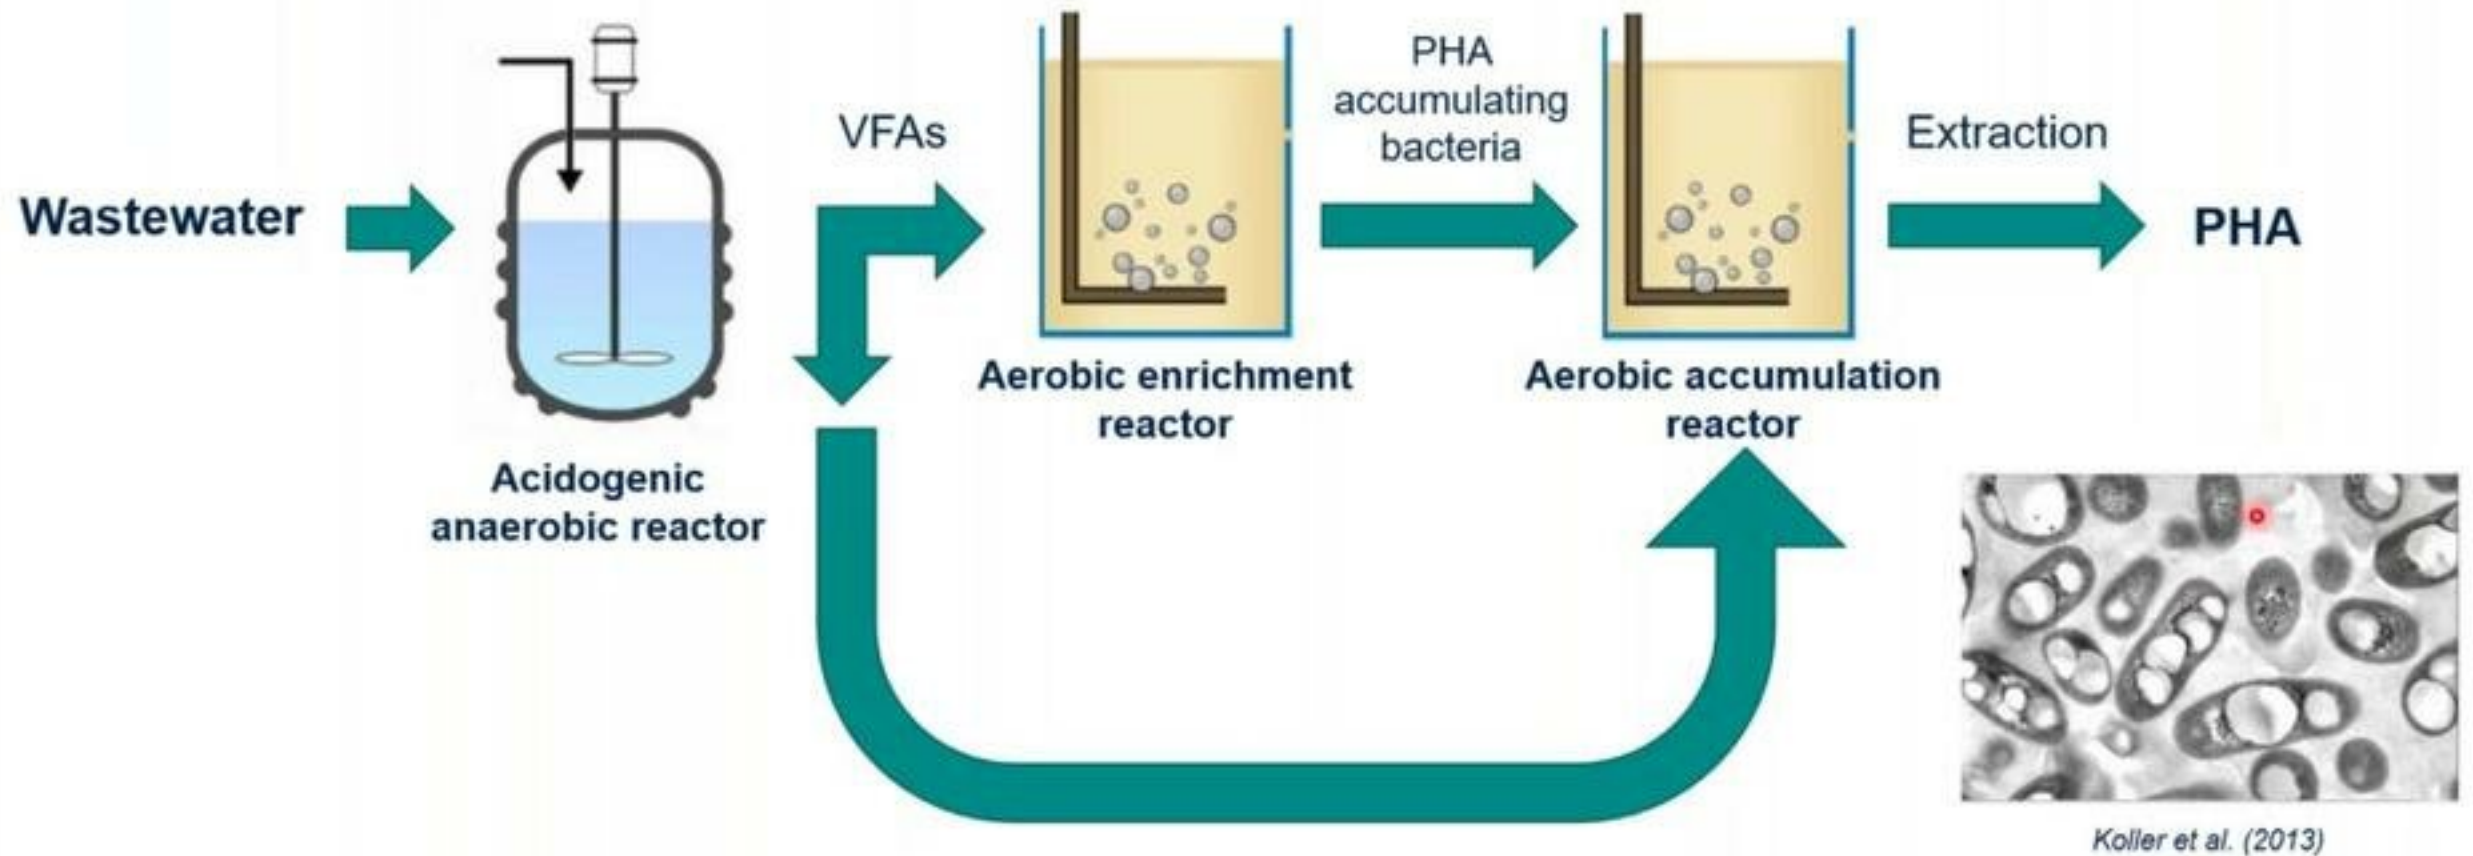 Wastewater
Acidogenic
anaerobic reactor
VFAs
Aerobic enrichment
reactor
PHA
accumulating
bacteria
Aerobic accumulation
reactor
Extraction
PHA
Koller et al. (2013)